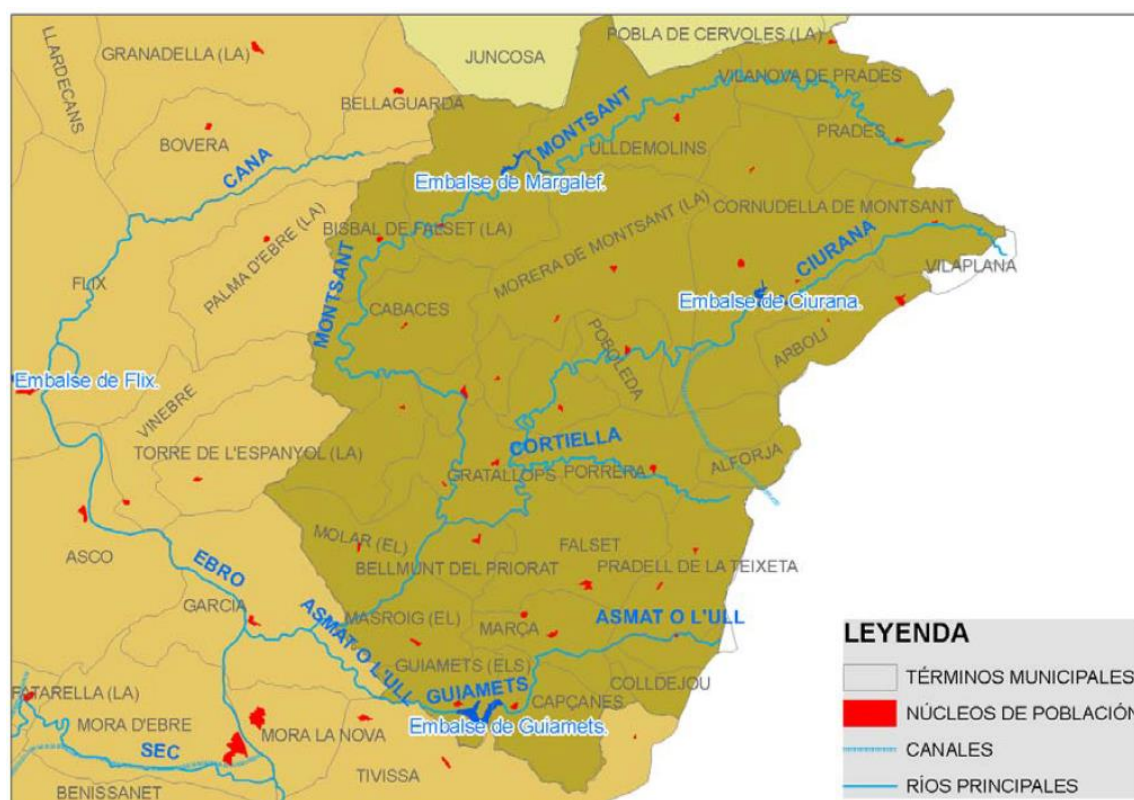 LLARDECANS
GRANADELLA (LA)
JUNCOSA
POBLA DE CERVOLES (LA)
VILANOVA DE PRADES
BELLAGUARDA
BOVERA
MONTSANT
PRADES
ULLDEMOLINS
CANA
Embalse de Margalef.
CORNUDELLA DE MONTSANT
MORERA DE MONTSANT (LA)
BISBAL DE FALSET (LA)
PALMA D'EBRE (LA)
CIURANA
VILAPLANA
FLIX
MONTSANT
CABACES
Embalse de Ciurana.
ARBOLI
POBOLEDA
Embalse de Flix.
VINEBRE
CORTIELLA
TORRE DE L'ESPANYOL (LA)
GRATALLOPS
PORRERA
ALFORJA
MOLAR (EL)
FALSET
ASCO
EBRO
BELLMUNT DEL PRIORAT
PRADELL DE LA TEIXETA
GARCIA
ASMAT O L'ULL
MASROIG (EL)
MARÇA
ASMAT O L'ULL
GUIAMETS (ELS)
COLLDEJOU
GUIAMETS
CAPÇANES
FATARELLA (LA)
MORA D'EBRE
MORA LA NOVA
Embalse de Guiamets.
SEC
TIVISSA
BENISSANET
LEYENDA
TÉRMINOS MUNICIPALES
NÚCLEOS DE POBLACIÓN
CANALES
RÍOS PRINCIPALES